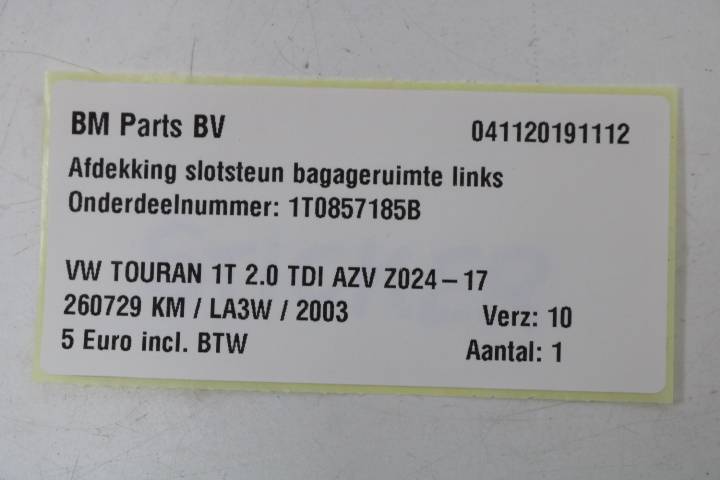 BM Parts BV 041120191112
Afdekking slotsteun bagageruimte links
Onderdeelnummer: 1T0857185B
VW TOURAN 1T 2.0 TDI AZV Z024-17
260729 KM / LA3W / 2003 Verz: 10
5 Euro incl. BTW Aantal: 1